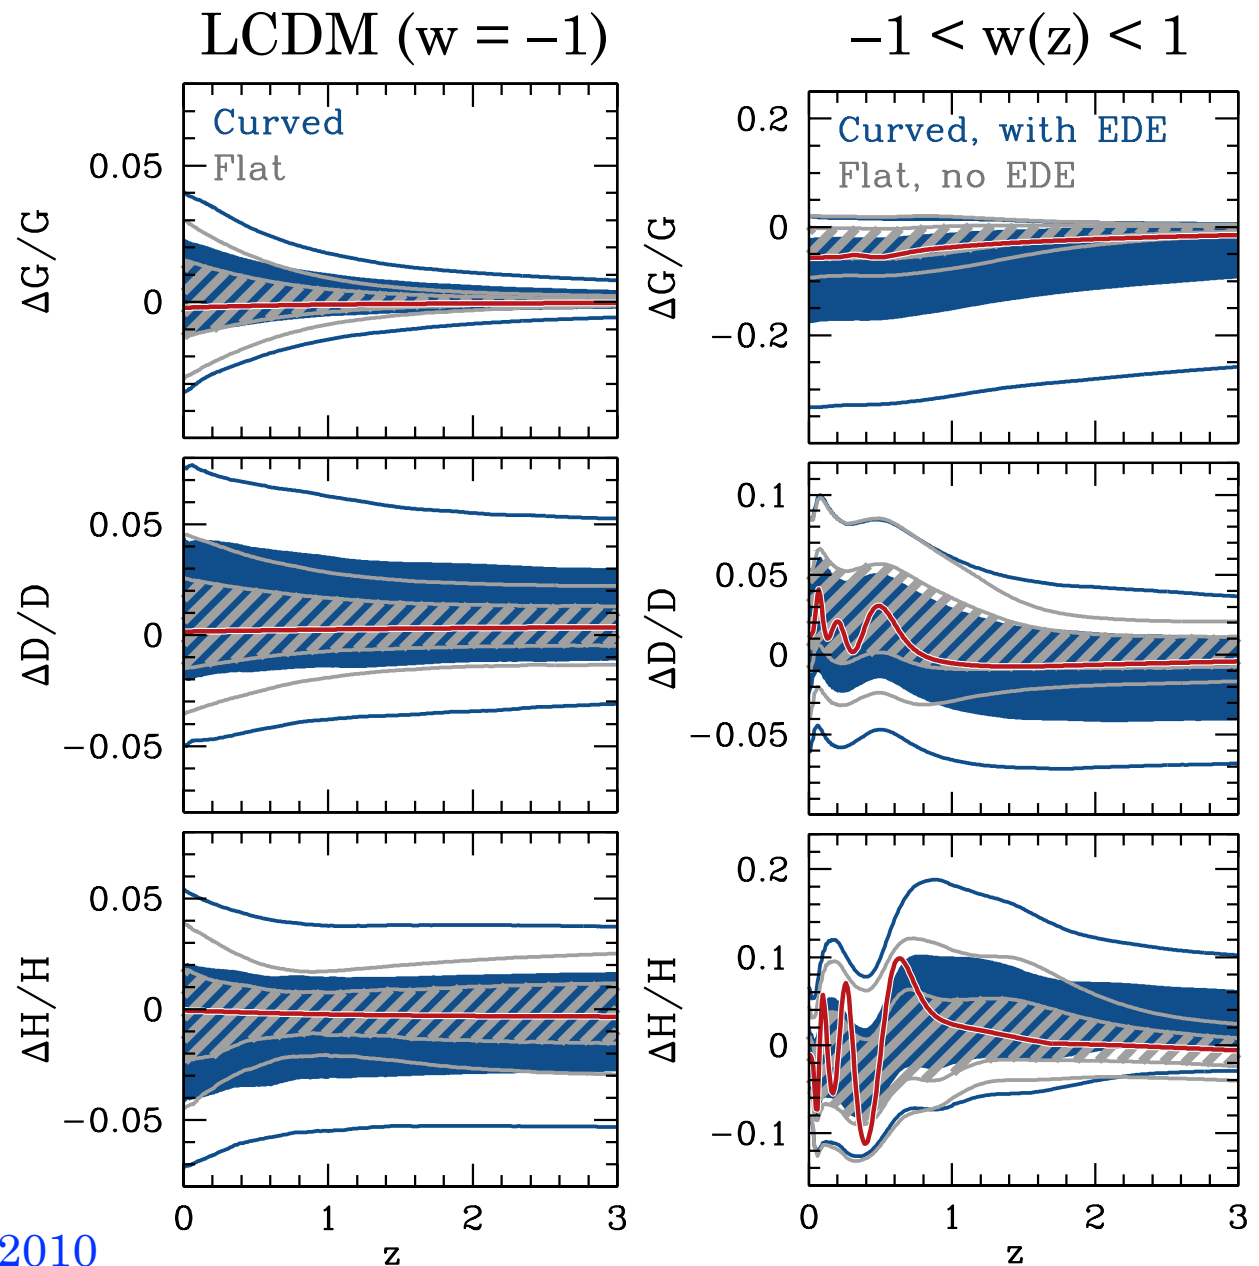 LCDM (w = −1)
−1 < w(z) < 1
Curved
Flat
0.05
0
ΔG/G
Curved, with EDE
Flat, no EDE
0.2
0
−0.2
ΔG/G
0.05
0
−0.05
ΔD/D
0.1
0.05
0
−0.05
ΔD/D
0.05
0
−0.05
ΔH/H
0.2
0.1
0
−0.1
ΔH/H
0 1 2 3
z
0 1 2 3
z
2010